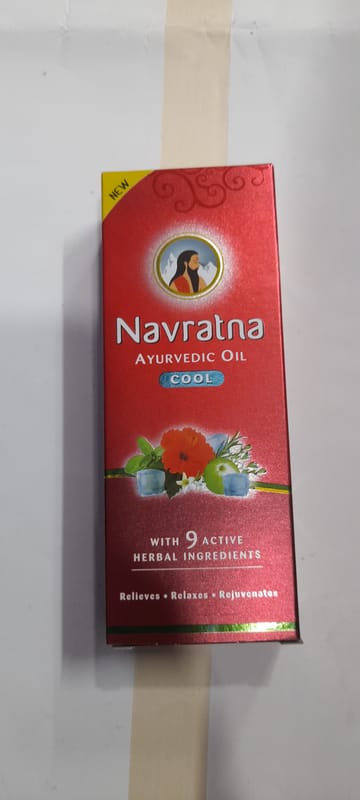 NEW
Navratna
AYURVEDIC OIL
COOL
WITH 9 ACTIVE
HERBAL INGREDIENTS
Relieves • Relaxes • Rejuvenates